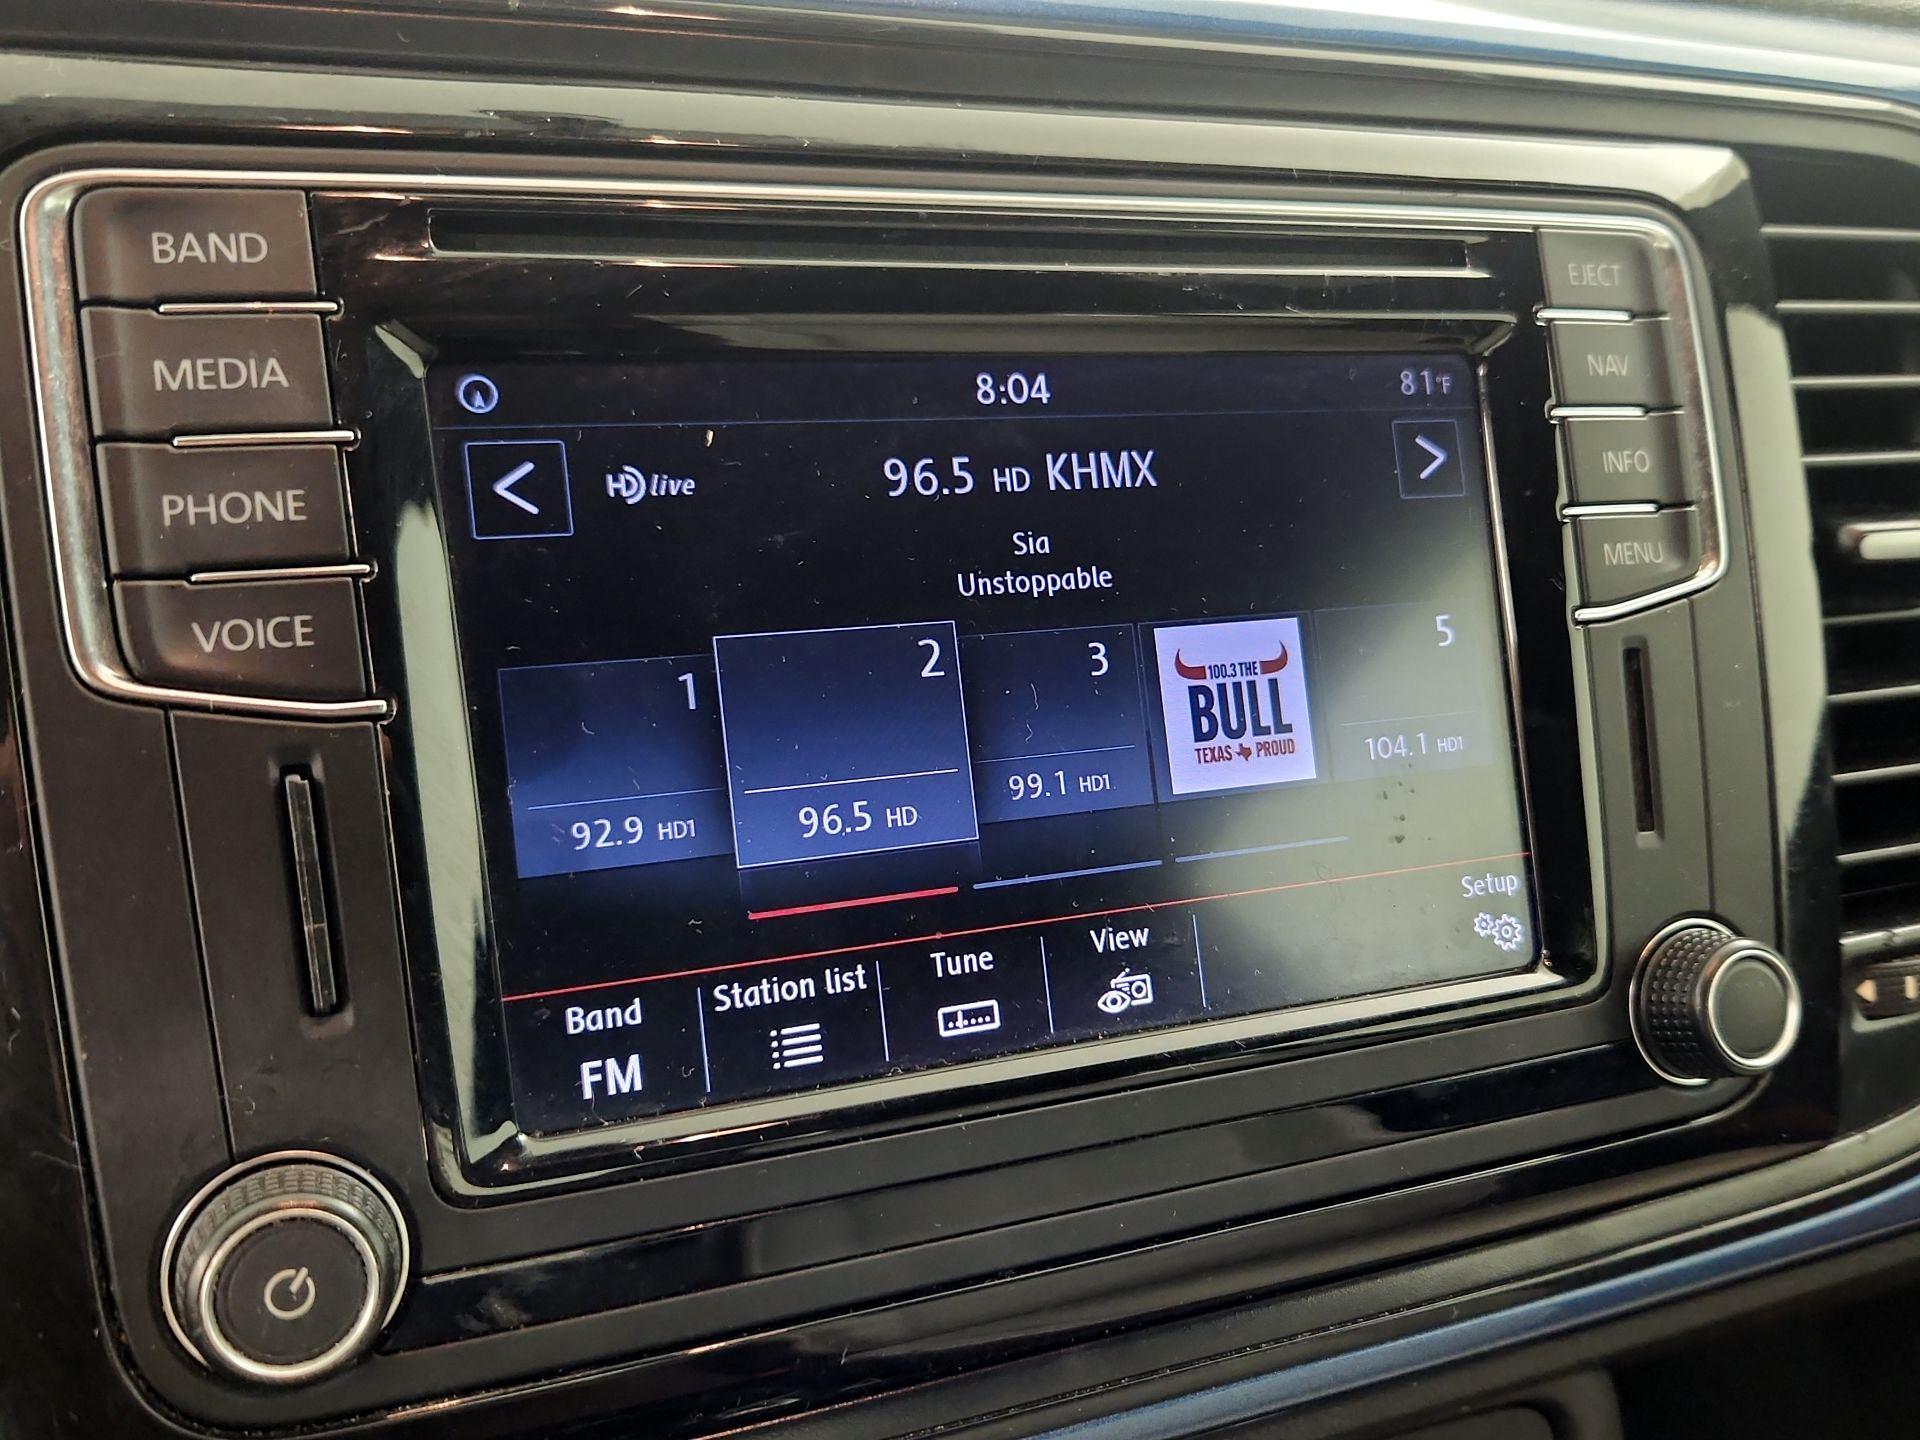 BAND
MEDIA
PHONE
VOICE
EJECT
NAV
INFO
MENU
8:04
81°F
HD live
96.5 HD KHMX
Sia
Unstoppable
1
92.9 HD1
2
96.5 HD
3
99.1 HD1
100.3 THE
BULL
TEXAS PROUD
5
104.1 HD1
Band
FM
Station list
Tune
View
Setup